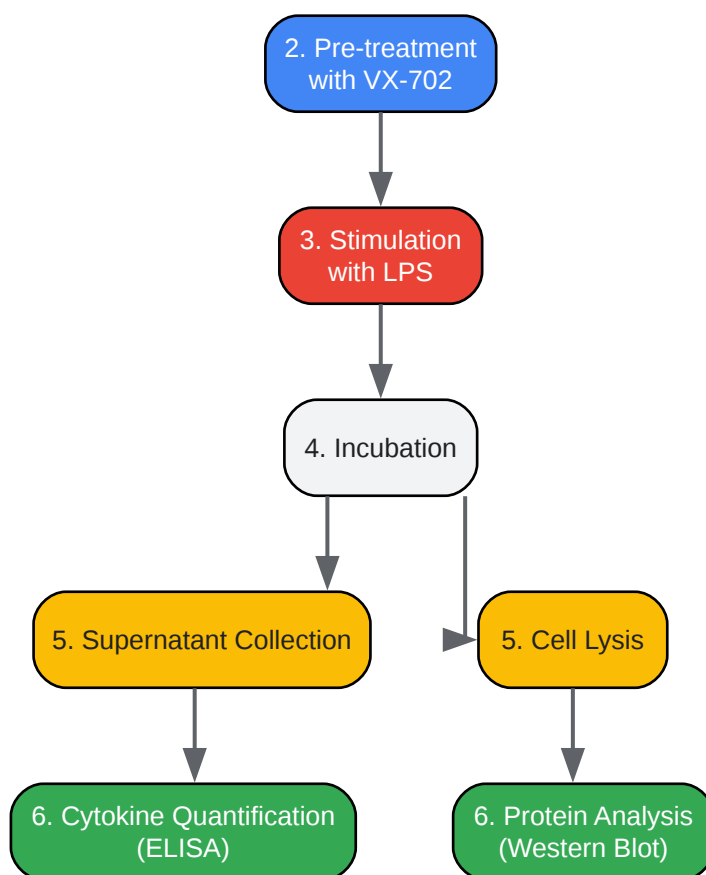 2. Pre-treatment
with VX-702
3. Stimulation
with LPS
4. Incubation
5. Supernatant Collection
5. Cell Lysis
6. Cytokine Quantification
(ELISA)
6. Protein Analysis
(Western Blot)